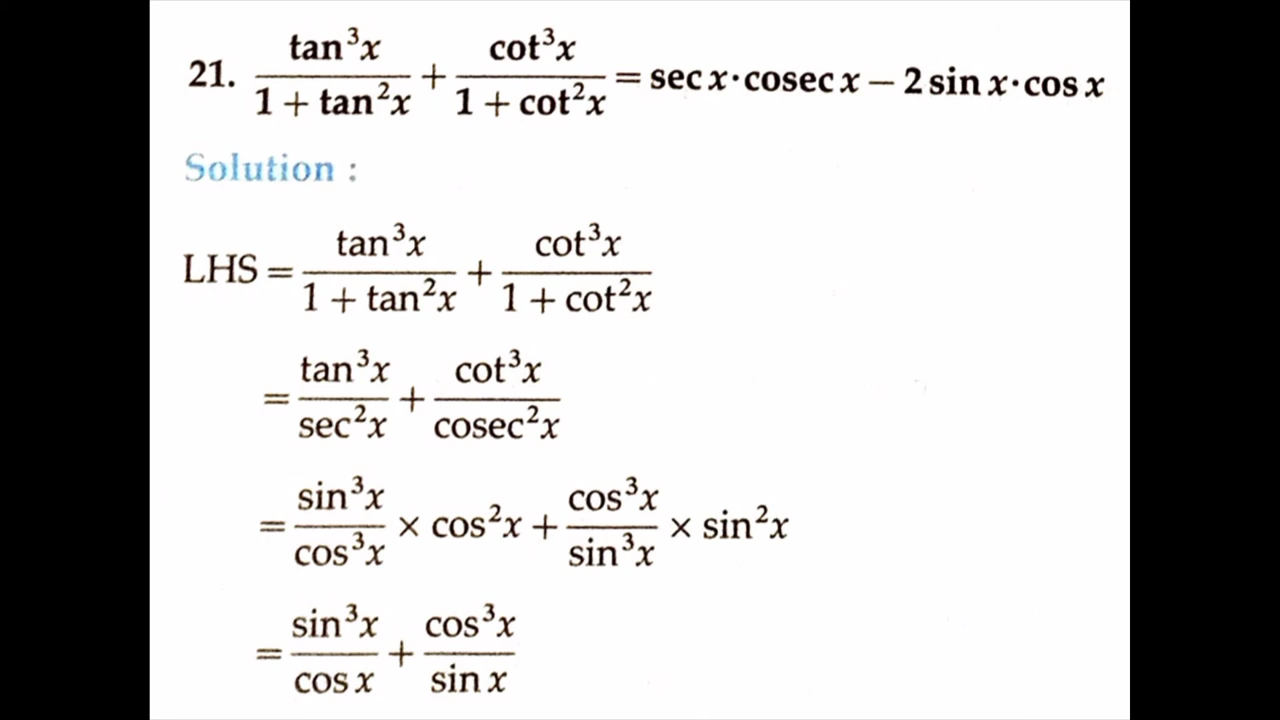 21. tan³x / (1 + tan²x) + cot³x / (1 + cot²x) = sec x · cosec x − 2 sin x · cos x
Solution :
LHS = tan³x / (1 + tan²x) + cot³x / (1 + cot²x)
= tan³x / sec²x + cot³x / cosec²x
= sin³x / cos³x × cos²x + cos³x / sin³x × sin²x
= sin³x / cos x + cos³x / sin x